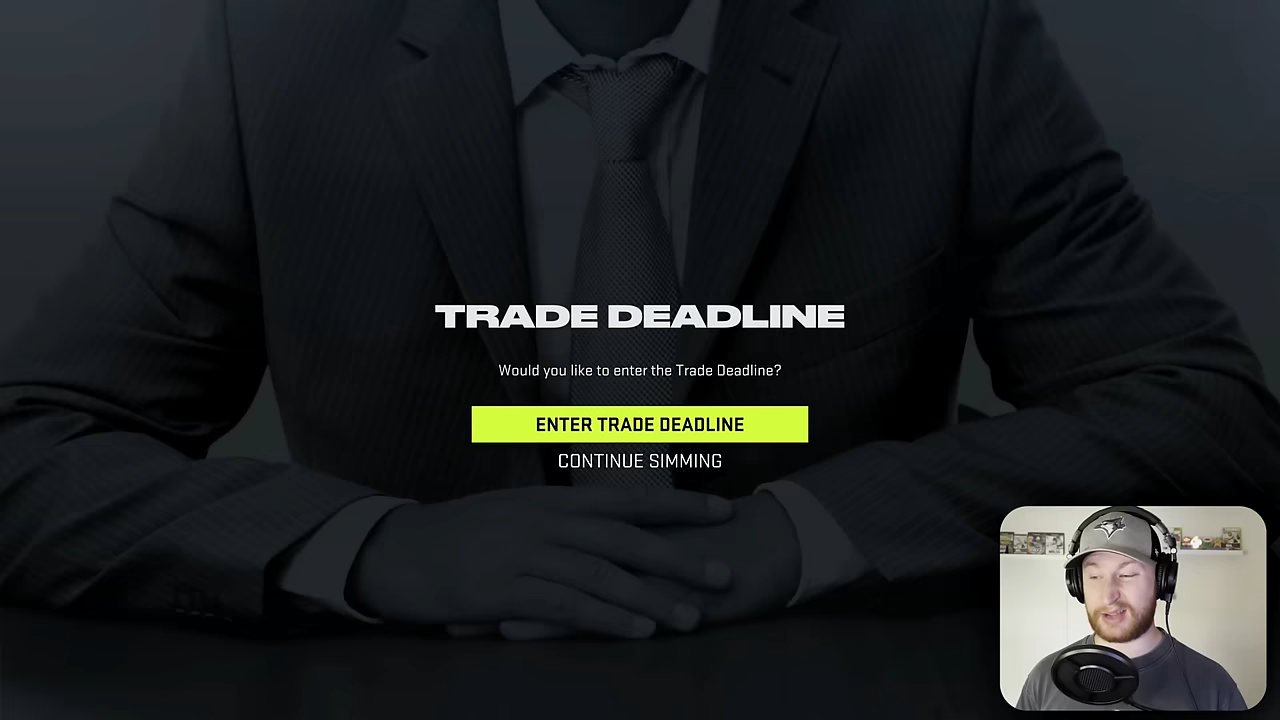 TRADE DEADLINE
Would you like to enter the Trade Deadline?
ENTER TRADE DEADLINE
CONTINUE SIMMING